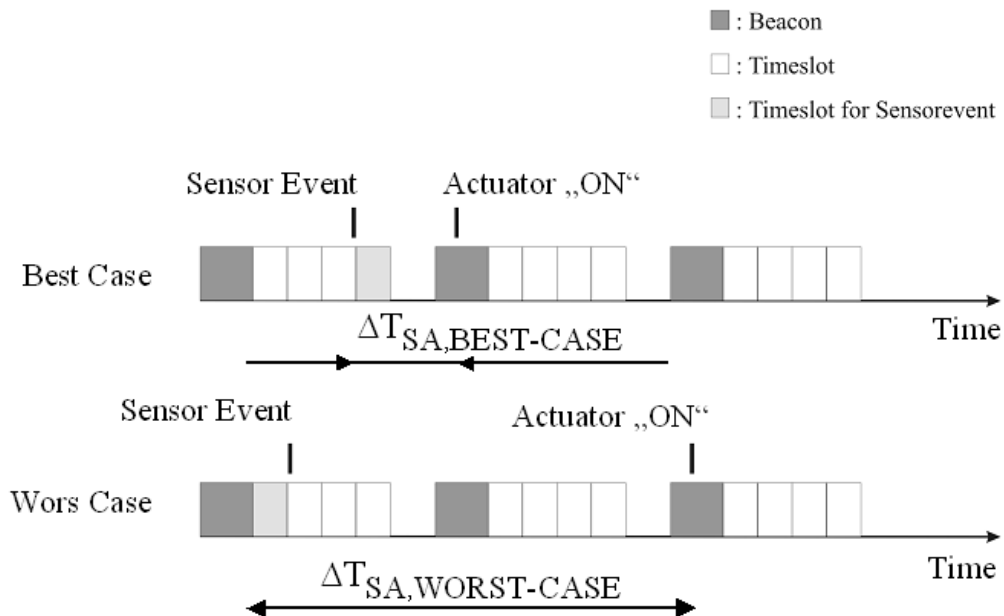 : Beacon
: Timeslot
: Timeslot for Sensorevent
Sensor Event
Actuator „ON“
Best Case
Time
ΔTSA,BEST-CASE
Sensor Event
Actuator „ON“
Wors Case
Time
ΔTSA,WORST-CASE